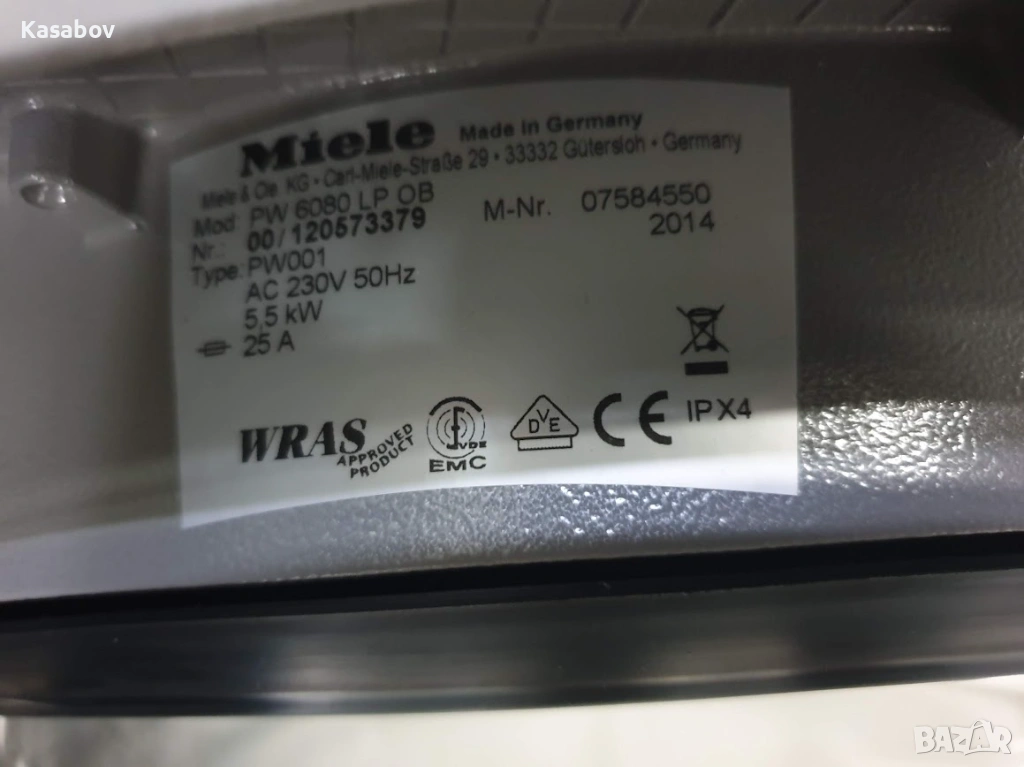 Kasabov
Miele Made in Germany
Miele & Cie. KG · Carl-Miele-Straße 29 · 33332 Gütersloh · Germany
Mod.: PW 6080 LP OB M-Nr. 07584550
Nr.: 00/120573379 2014
Type: PW001
AC 230V 50Hz
5,5 kW
25 A
WRAS
APPROVED
PRODUCT
VDE
EMC
DVE
CE IPX4
BAZAR